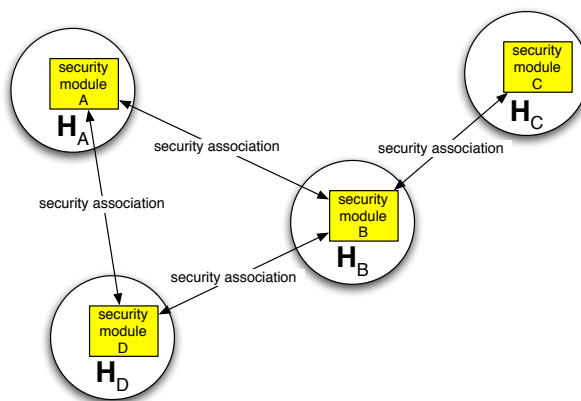 security
module
A
H_A
security
module
C
H_C
security association
security association
security association
security
module
B
H_B
security association
security
module
D
H_D